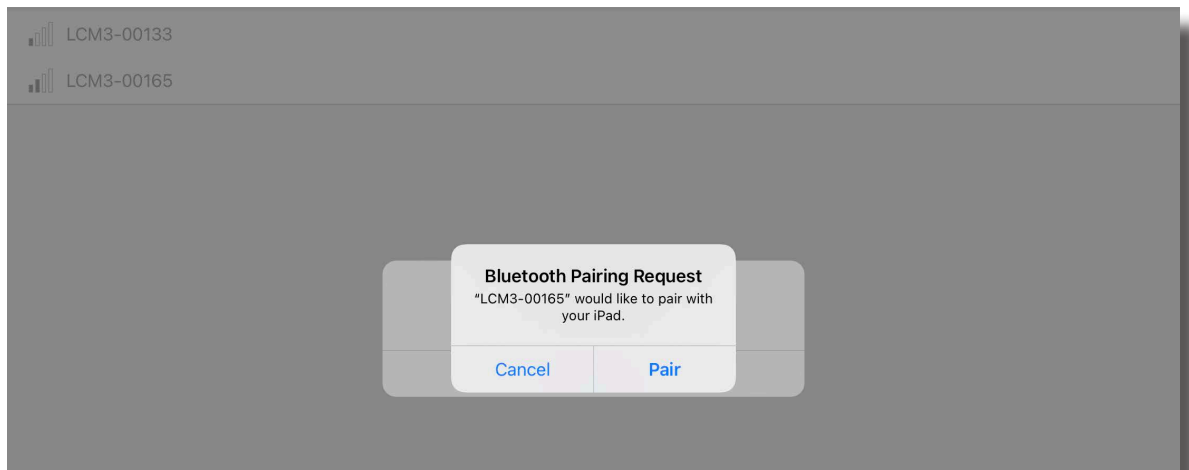 LCM3-00133
LCM3-00165
Bluetooth Pairing Request
“LCM3-00165” would like to pair with
your iPad.
Cancel
Pair